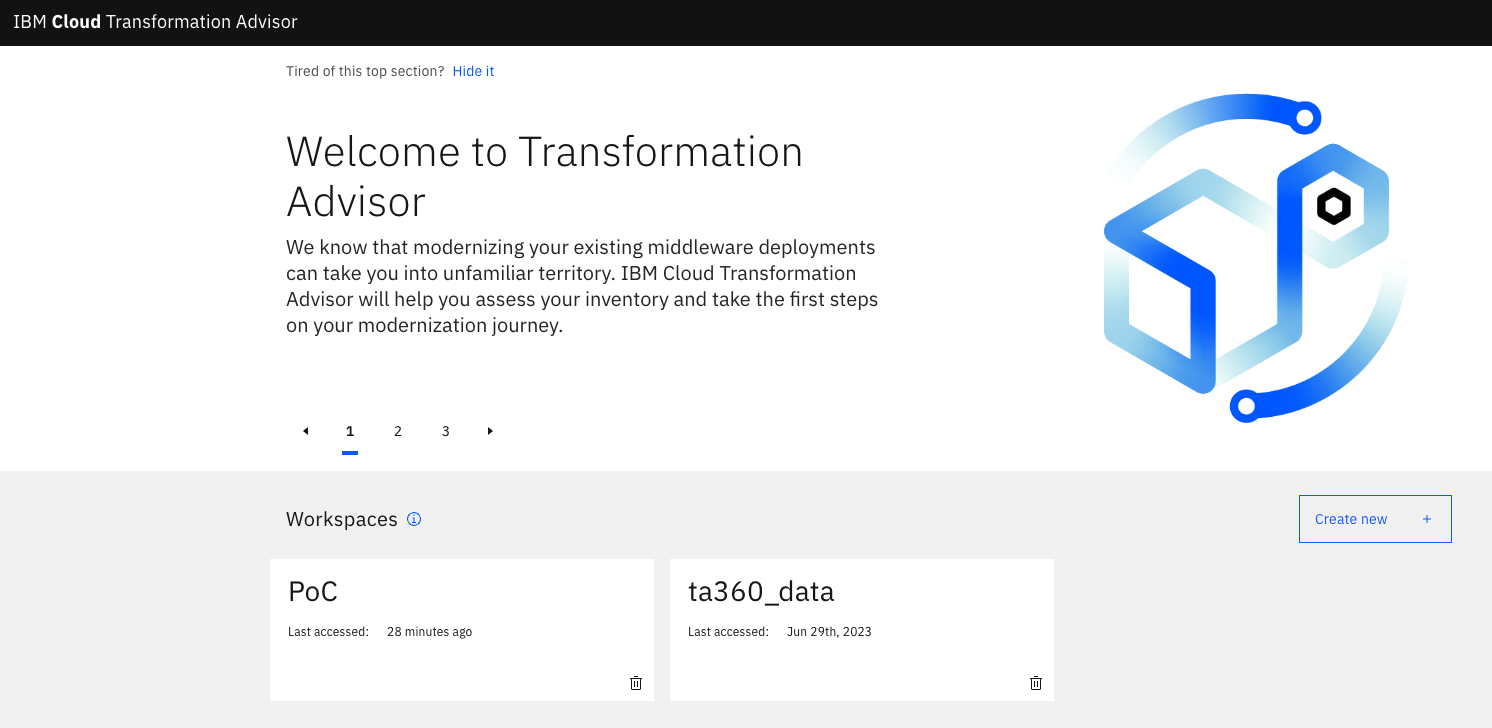 IBM Cloud Transformation Advisor
Tired of this top section? Hide it
Welcome to Transformation
Advisor
We know that modernizing your existing middleware deployments
can take you into unfamiliar territory. IBM Cloud Transformation
Advisor will help you assess your inventory and take the first steps
on your modernization journey.
1 2 3
Workspaces
Create new +
PoC
Last accessed: 28 minutes ago
ta360_data
Last accessed: Jun 29th, 2023